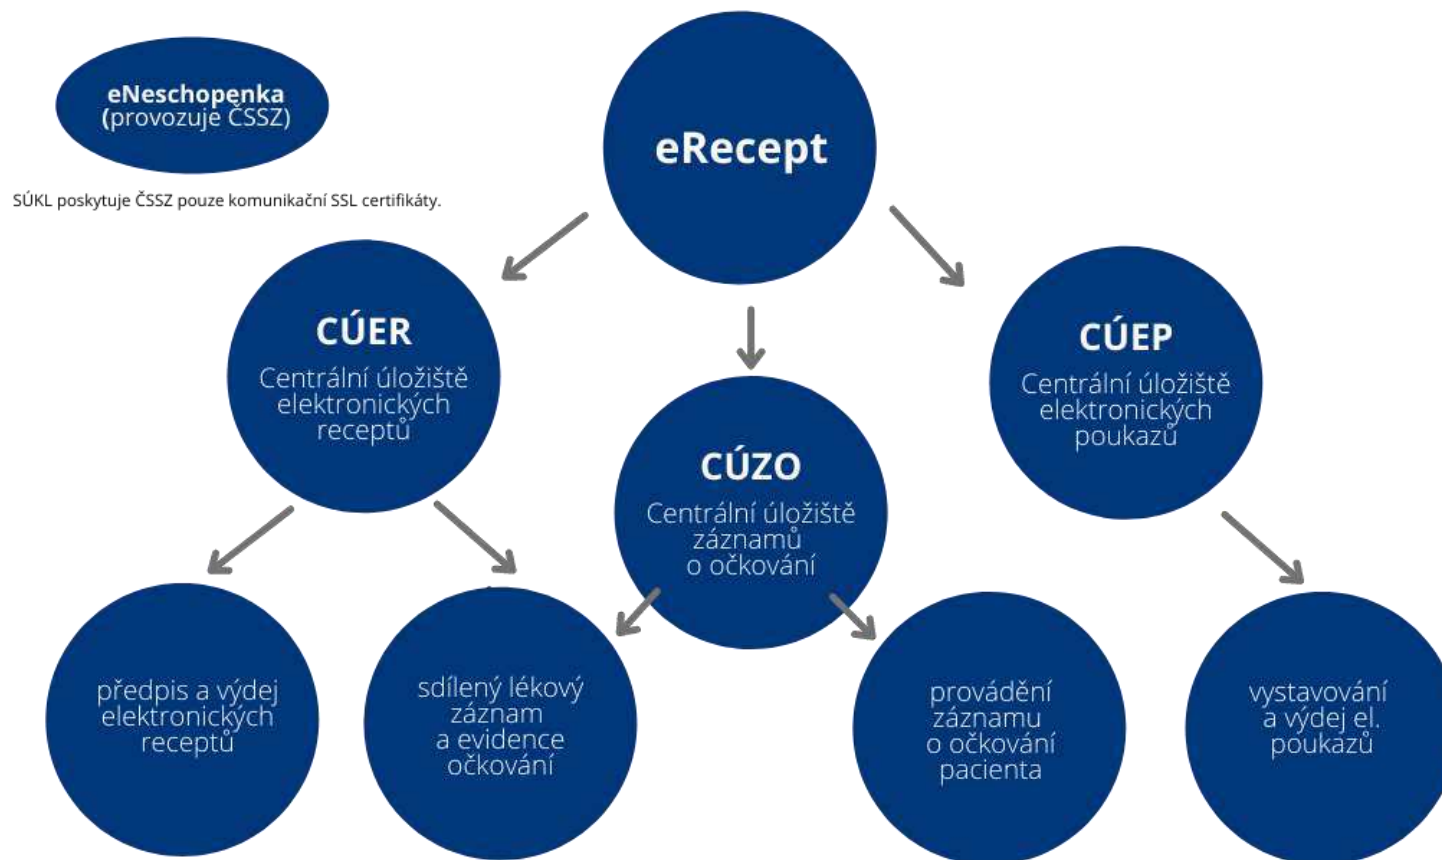 eNeschopenka
(provozuje ČSSZ)
SÚKL poskytuje ČSSZ pouze komunikační SSL certifikáty.
eRecept
CÚER
Centrální úložiště
elektronických
receptů
CÚZO
Centrální úložiště
záznamů
o očkování
CÚEP
Centrální úložiště
elektronických
poukazů
předpis a výdej
elektronických
receptů
sdílený lékový
záznam
a evidence
očkování
provádění
záznamu
o očkování
pacienta
vystavování
a výdej el.
poukazů